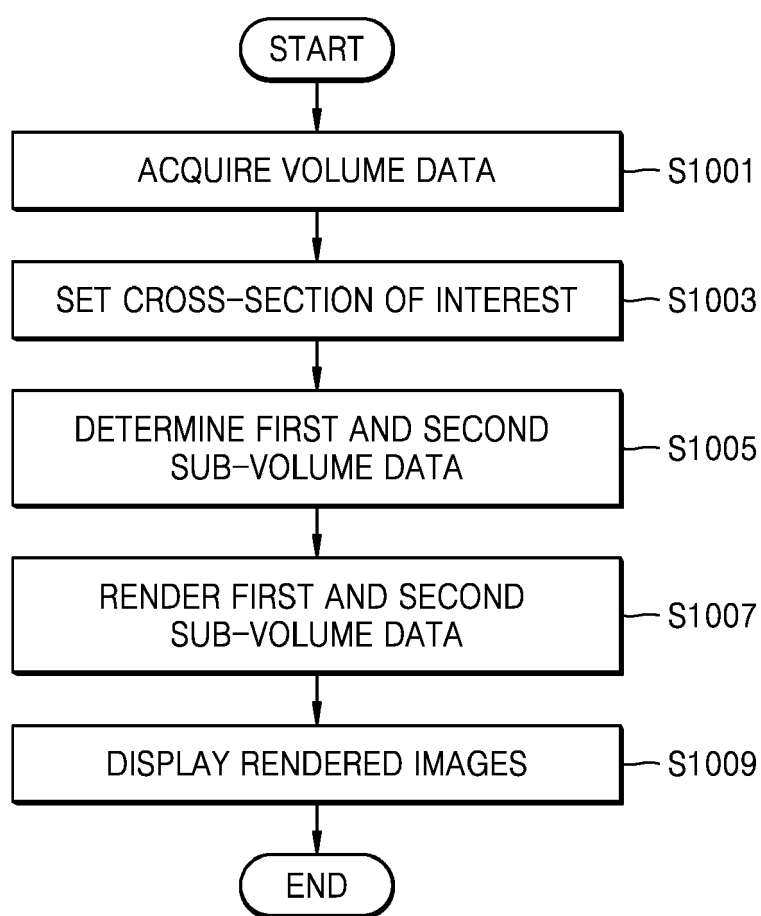 START
ACQUIRE VOLUME DATA
S1001
SET CROSS-SECTION OF INTEREST
S1003
DETERMINE FIRST AND SECOND
SUB-VOLUME DATA
S1005
RENDER FIRST AND SECOND
SUB-VOLUME DATA
S1007
DISPLAY RENDERED IMAGES
S1009
END